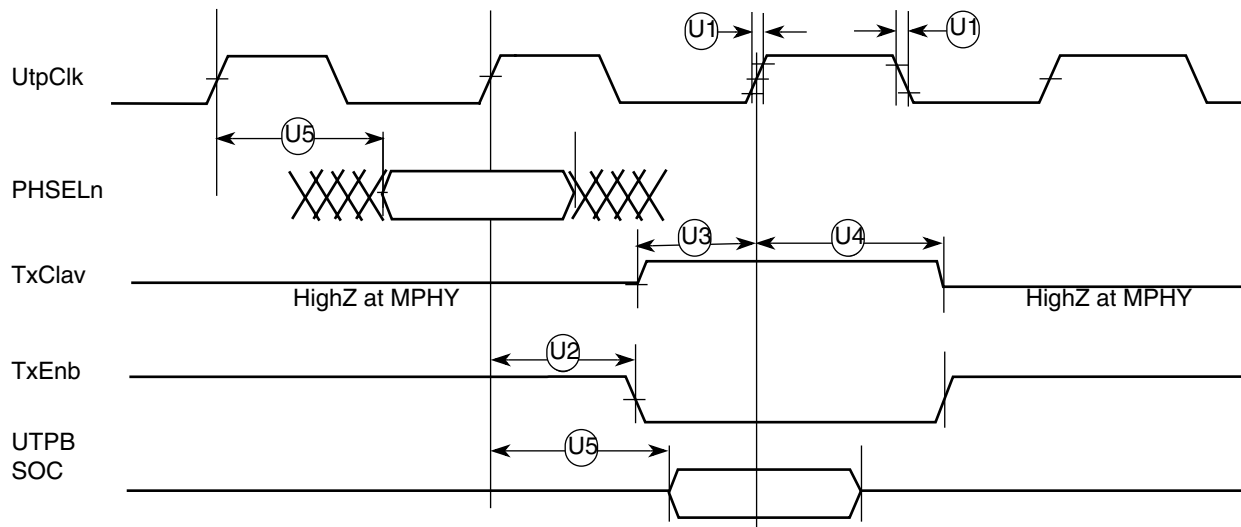 U1
U1
UtpClk
U5
PHSELn
U3
U4
TxClav
HighZ at MPHY
HighZ at MPHY
U2
TxEnb
UTPB
SOC
U5